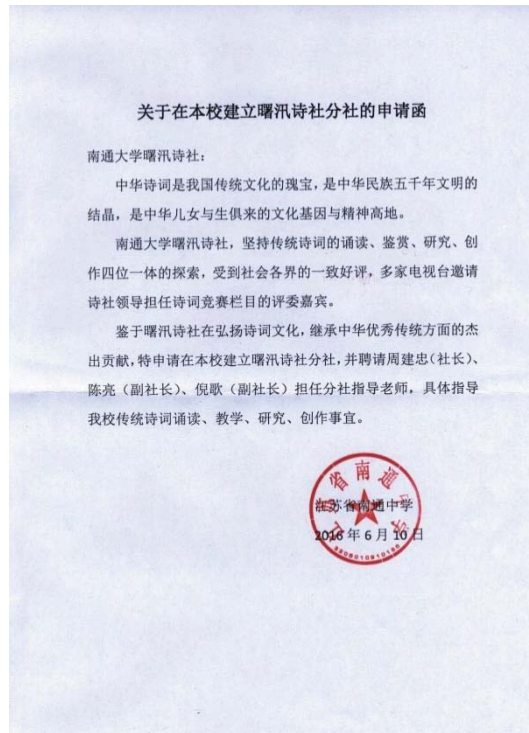 关于在本校建立曙汛诗社分社的申请函
南通大学曙汛诗社：
中华诗词是我国传统文化的瑰宝，是中华民族五千年文明的
结晶，是中华儿女与生俱来的文化基因与精神高地。
南通大学曙汛诗社，坚持传统诗词的诵读、鉴赏、研究、创
作四位一体的探索，受到社会各界的一致好评，多家电视台邀请
诗社领导担任诗词竞赛栏目的评委嘉宾。
鉴于曙汛诗社在弘扬诗词文化，继承中华优秀传统方面的杰
出贡献，特申请在本校建立曙汛诗社分社，并聘请周建忠（社长）、
陈亮（副社长）、倪歌（副社长）担任分社指导老师，具体指导
我校传统诗词诵读、教学、研究、创作事宜。
江苏省南通中学
2016 年 6 月 10 日